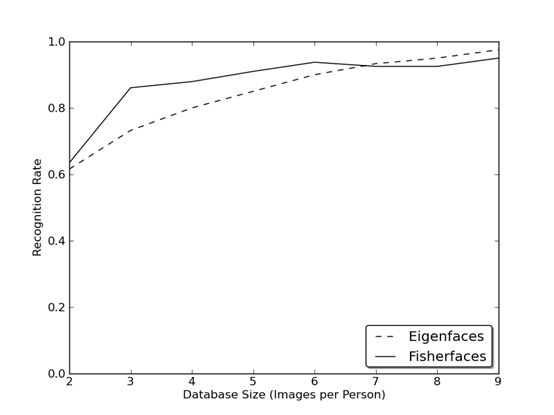 1.0
0.8
0.6
0.4
0.2
0.0
Recognition Rate
2 3 4 5 6 7 8 9
Database Size (Images per Person)
Eigenfaces
Fisherfaces